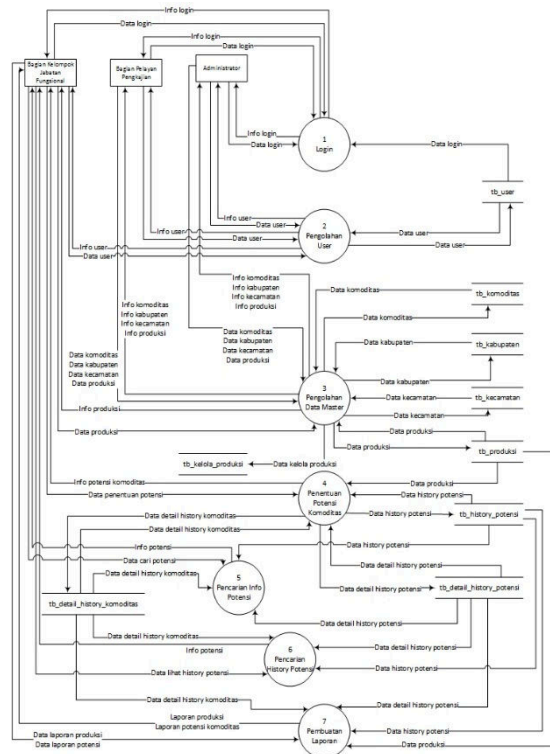 Info login
Data login
Info login
Data login
Bagian Kelompok
Jabatan
Fungsional
Bagian Pelayan
Pengkajian
Administrator
Info login
Data login
1
Login
Data login
tb_user
Info user
Data user
Info user
Data user
Info user
Data user
2
Pengolahan
User
Data user
Data user
Info komoditas
Info kabupaten
Info kecamatan
Info produksi
Info komoditas
Info kabupaten
Info kecamatan
Info produksi
Data komoditas
Data kabupaten
Data kecamatan
Data produksi
Data komoditas
Data kabupaten
Data kecamatan
Data produksi
Data komoditas
tb_komoditas
Data komoditas
Data kabupaten
tb_kabupaten
Data kabupaten
3
Pengolahan
Data Master
Data kecamatan
tb_kecamatan
Data kecamatan
Info produksi
Data produksi
Data produksi
Data produksi
tb_produksi
tb_kelola_produksi
Data kelola produksi
Info potensi komoditas
Data penentuan potensi
4
Penentuan
Potensi
Komoditas
Data produksi
Data history potensi
Data history potensi
tb_history_potensi
Data detail history komoditas
Data detail history komoditas
Data history potensi
Info potensi
Data cari potensi
Data detail history komoditas
5
Pencarian Info
Potensi
Data detail history potensi
Data history potensi
tb_detail_history_potensi
tb_detail_history_komoditas
Data detail history potensi
Data detail history komoditas
Info potensi
6
Pencarian
History Potensi
Data detail history potensi
Data lihat history potensi
Data history potensi
Data detail history komoditas
Data detail history potensi
Laporan produksi
Laporan potensi komoditas
7
Pembuatan
Laporan
Data history potensi
Data laporan produksi
Data laporan potensi
Data produksi